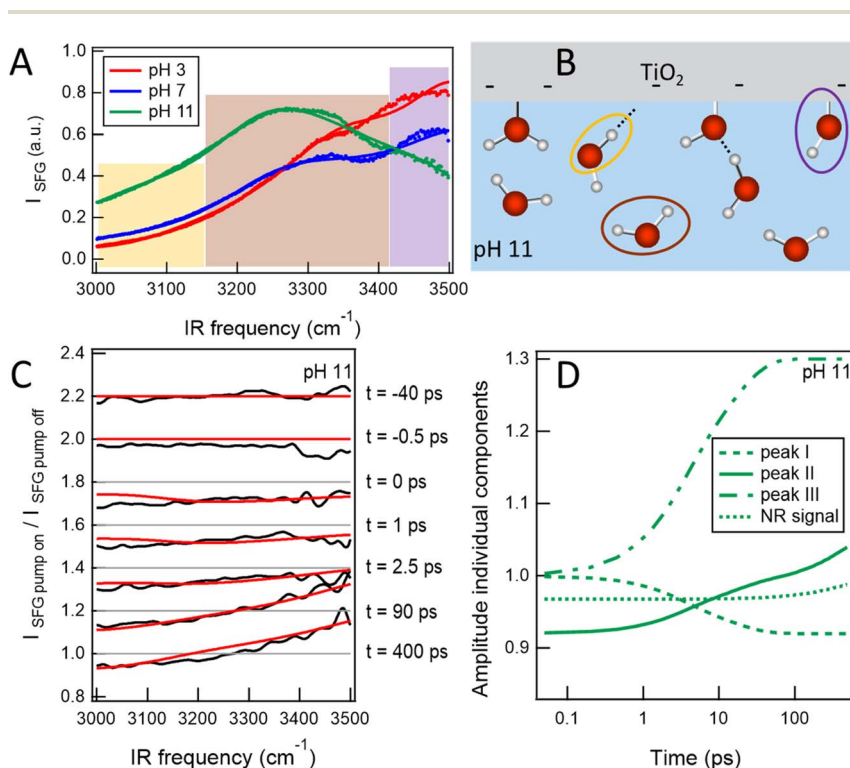 A
pH 3
pH 7
pH 11
I SFG (a.u.)
1.0
0.8
0.6
0.4
0.2
0.0
3000 3100 3200 3300 3400 3500
IR frequency (cm⁻¹)
B
TiO₂
- - - - -
pH 11
C
pH 11
I SFG pump on / I SFG pump off
2.4
2.2
2.0
1.8
1.6
1.4
1.2
1.0
0.8
t = -40 ps
t = -0.5 ps
t = 0 ps
t = 1 ps
t = 2.5 ps
t = 90 ps
t = 400 ps
3000 3100 3200 3300 3400 3500
IR frequency (cm⁻¹)
D
pH 11
Amplitude individual components
1.3
1.2
1.1
1.0
0.9
peak I
peak II
peak III
NR signal
0.1 1 10 100
Time (ps)